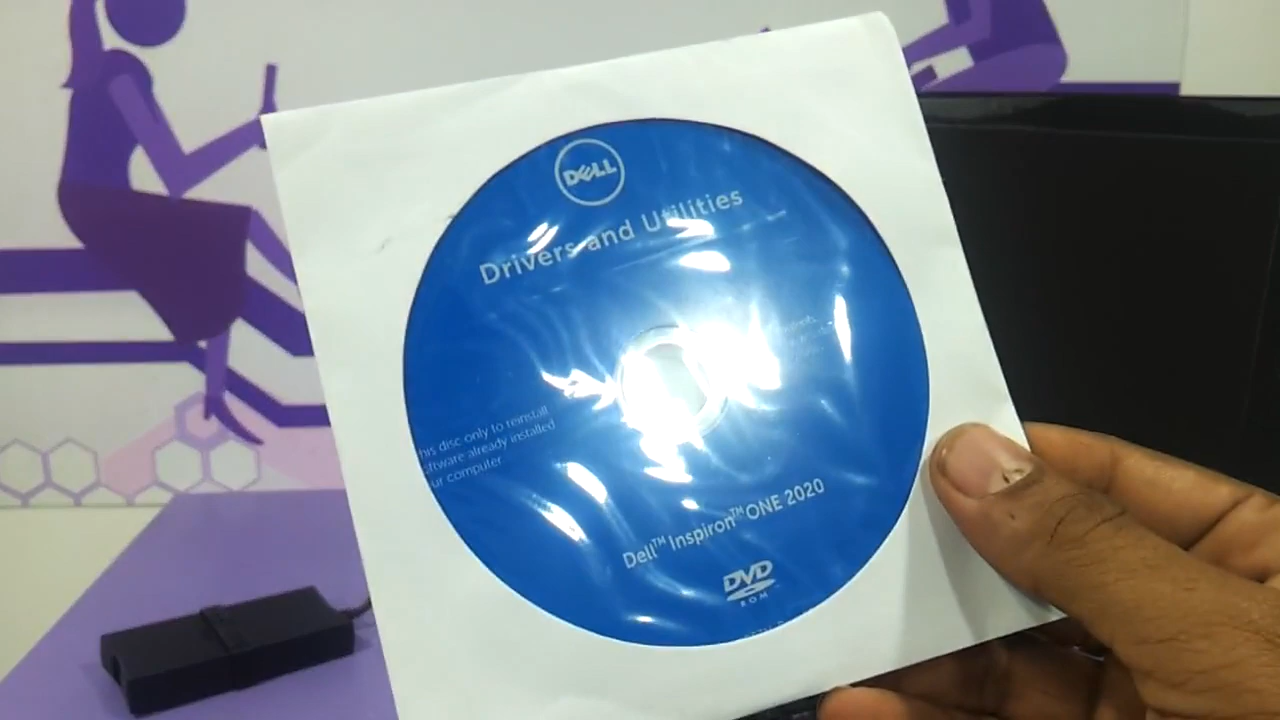 DELL
Drivers and Utilities
his disc only to reinstall
ftware already installed
ur computer
Dell™ Inspiron™ ONE 2020
DVD
ROM